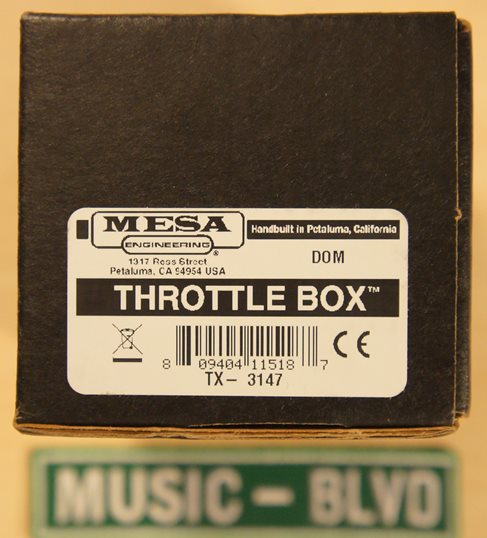 MESA
ENGINEERING®
Handbuilt in Petaluma, California
1317 Ross Street
Petaluma, CA 94954 USA
DOM
THROTTLE BOX™
8 09404 11518 7
TX- 3147
CE
MUSIC - BLVD